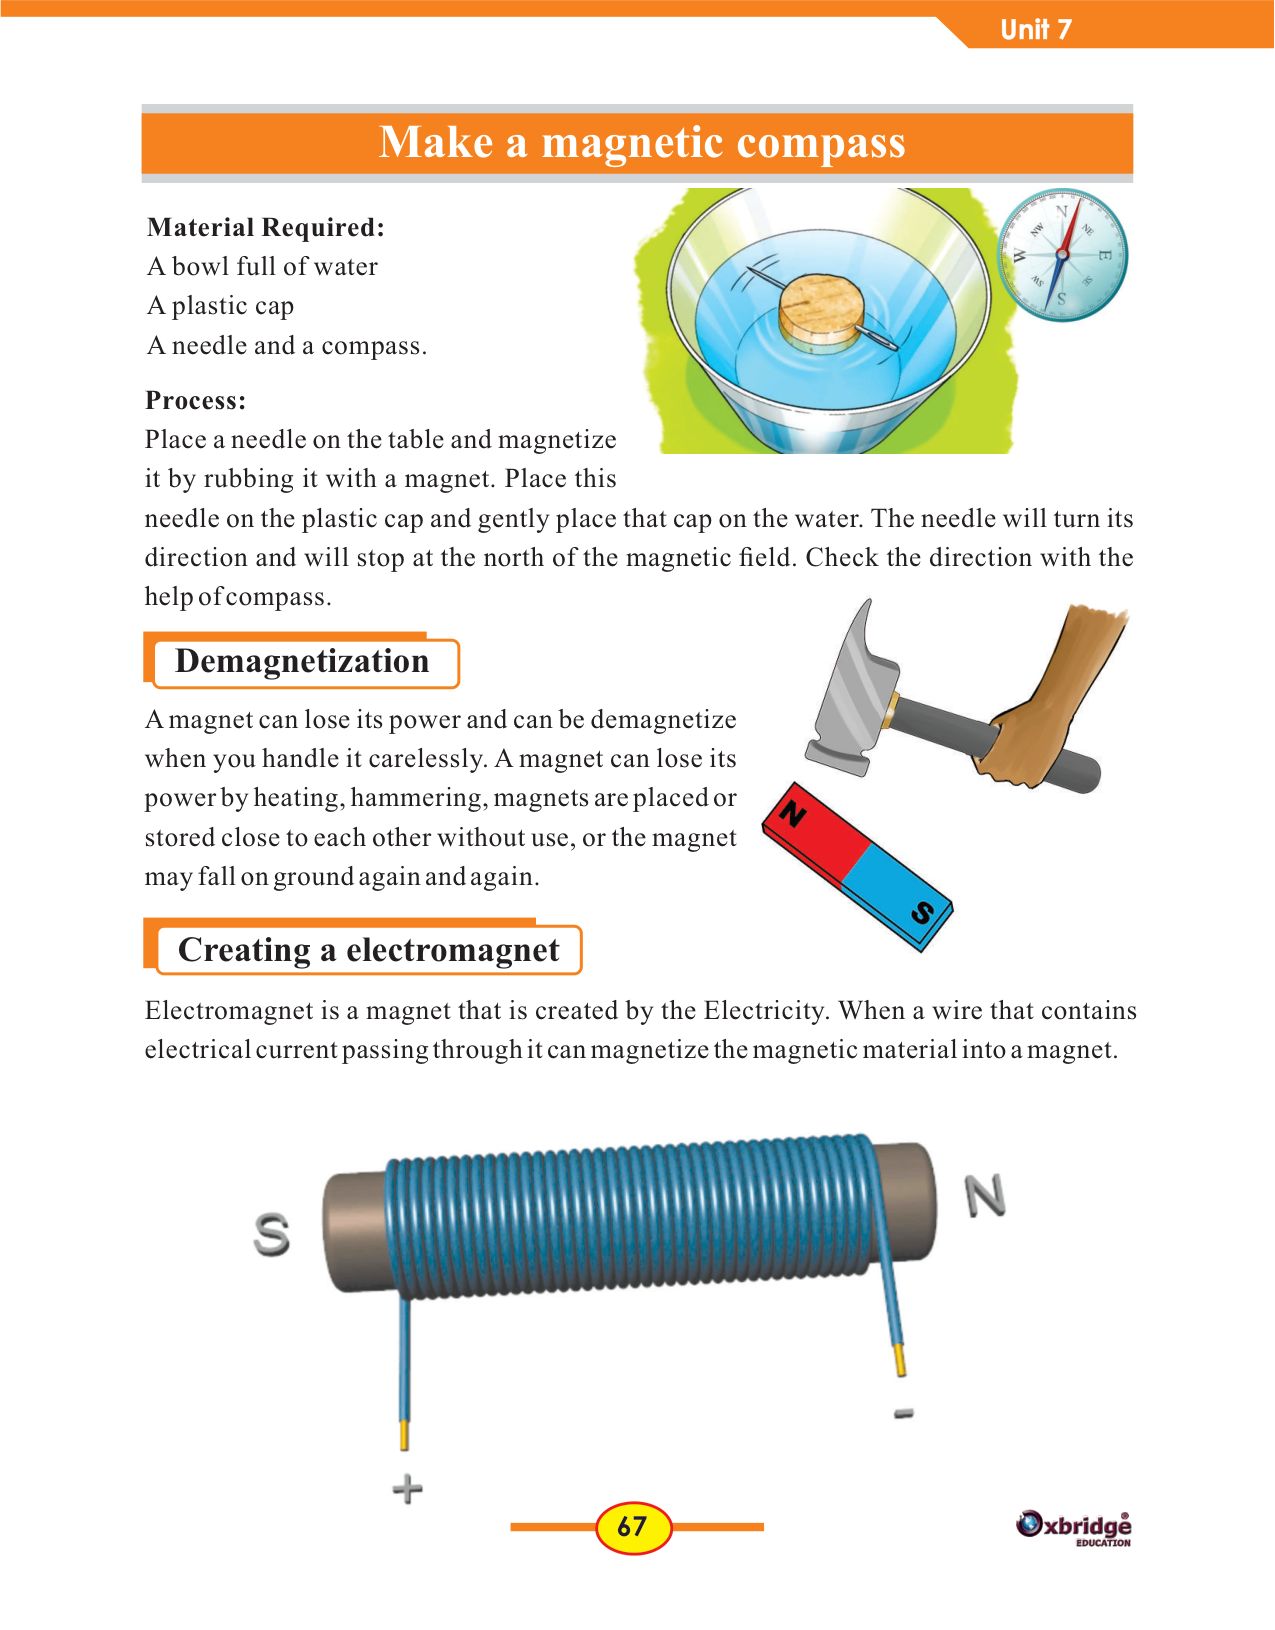 Unit 7
Make a magnetic compass
Material Required:
A bowl full of water
A plastic cap
A needle and a compass.
N
NE
E
SE
S
SW
W
NW
Process:
Place a needle on the table and magnetize
it by rubbing it with a magnet. Place this
needle on the plastic cap and gently place that cap on the water. The needle will turn its
direction and will stop at the north of the magnetic field. Check the direction with the
help of compass.
Demagnetization
A magnet can lose its power and can be demagnetize
when you handle it carelessly. A magnet can lose its
power by heating, hammering, magnets are placed or
stored close to each other without use, or the magnet
may fall on ground again and again.
N
S
Creating a electromagnet
Electromagnet is a magnet that is created by the Electricity. When a wire that contains
electrical current passing through it can magnetize the magnetic material into a magnet.
S
N
-
+
67
Oxbridge®
EDUCATION